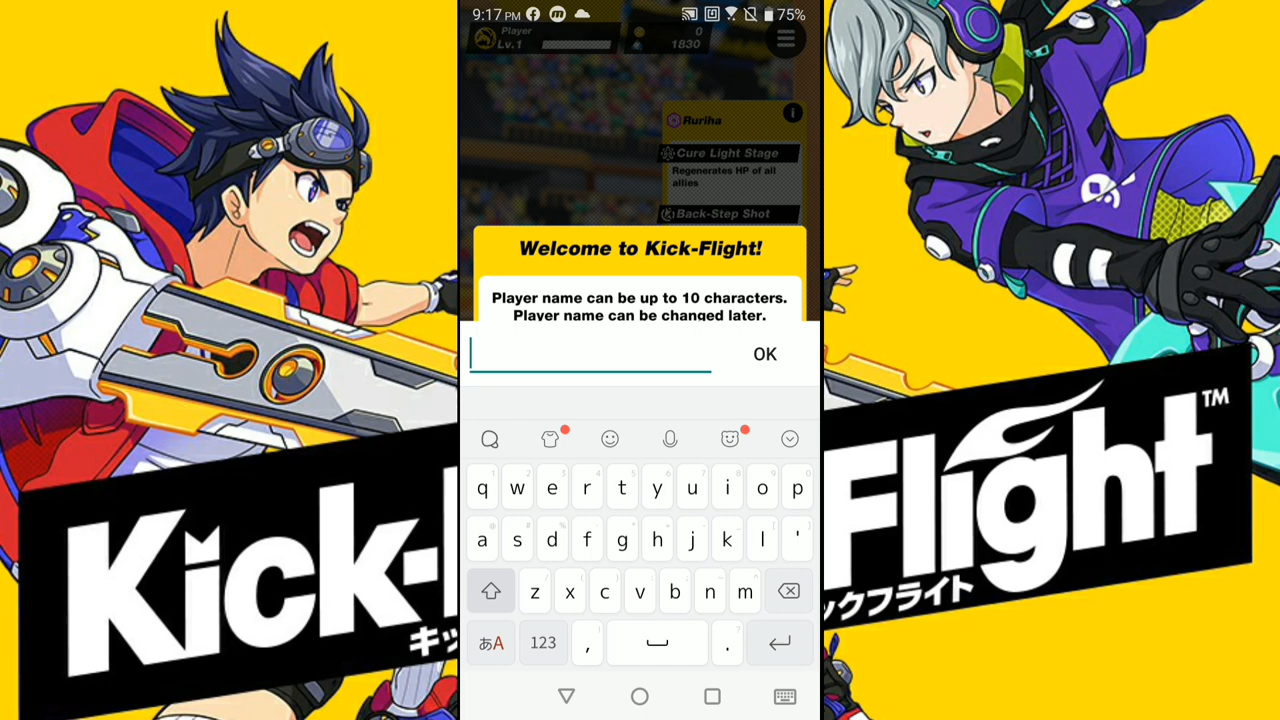 9:17 PM
75%
Player
Lv.1
0
1830
Ruriha
Cure Light Stage
Regenerates HP of all
allies
Back-Step Shot
Welcome to Kick-Flight!
Player name can be up to 10 characters.
Player name can be changed later.
OK
q w e r t y u i o p
a s d f g h j k l '
z x c v b n m
あA 123 , .
Kick-
キッ
Flight™
ックフライト